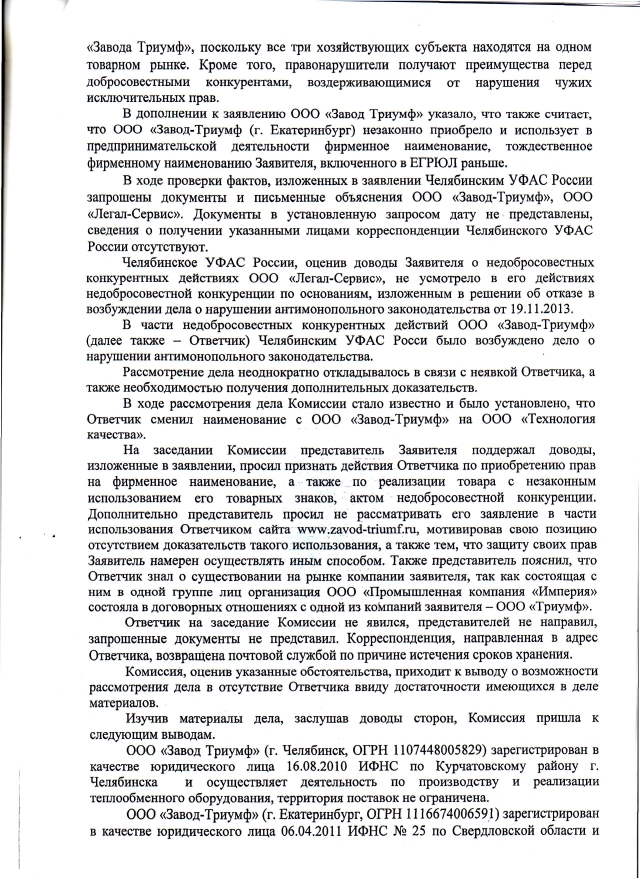 «Завода Триумф», поскольку все три хозяйствующих субъекта находятся на одном
товарном рынке. Кроме того, правонарушители получают преимущества перед
добросовестными конкурентами, воздерживающимися от нарушения чужих
исключительных прав.
В дополнении к заявлению ООО «Завод Триумф» указало, что также считает,
что ООО «Завод-Триумф (г. Екатеринбург) незаконно приобрело и использует в
предпринимательской деятельности фирменное наименование, тождественное
фирменному наименованию Заявителя, включенного в ЕГРЮЛ раньше.
В ходе проверки фактов, изложенных в заявлении Челябинским УФАС России
запрошены документы и письменные объяснения ООО «Завод-Триумф», ООО
«Легал-Сервис». Документы в установленную запросом дату не представлены,
сведения о получении указанными лицами корреспонденции Челябинского УФАС
России отсутствуют.
Челябинское УФАС России, оценив доводы Заявителя о недобросовестных
конкурентных действиях ООО «Легал-Сервис», не усмотрело в его действиях
недобросовестной конкуренции по основаниям, изложенным в решении об отказе в
возбуждении дела о нарушении антимонопольного законодательства от 19.11.2013.
В части недобросовестных конкурентных действий ООО «Завод-Триумф»
(далее также – Ответчик) Челябинским УФАС Росси было возбуждено дело о
нарушении антимонопольного законодательства.
Рассмотрение дела неоднократно откладывалось в связи с неявкой Ответчика, а
также необходимостью получения дополнительных доказательств.
В ходе рассмотрения дела Комиссии стало известно и было установлено, что
Ответчик сменил наименование с ООО «Завод-Триумф» на ООО «Технология
качества».
На заседании Комиссии представитель Заявителя поддержал доводы,
изложенные в заявлении, просил признать действия Ответчика по приобретению прав
на фирменное наименование, а также по реализации товара с незаконным
использованием его товарных знаков, актом недобросовестной конкуренции.
Дополнительно представитель просил не рассматривать его заявление в части
использования Ответчиком сайта www.zavod-triumf.ru, мотивировав свою позицию
отсутствием доказательств такого использования, а также тем, что защиту своих прав
Заявитель намерен осуществлять иным способом. Также представитель пояснил, что
Ответчик знал о существовании на рынке компании заявителя, так как состоящая с
ним в одной группе лиц организация ООО «Промышленная компания «Империя»
состояла в договорных отношениях с одной из компаний заявителя – ООО «Триумф».
Ответчик на заседание Комиссии не явился, представителей не направил,
запрошенные документы не представил. Корреспонденция, направленная в адрес
Ответчика, возвращена почтовой службой по причине истечения сроков хранения.
Комиссия, оценив указанные обстоятельства, приходит к выводу о возможности
рассмотрения дела в отсутствие Ответчика ввиду достаточности имеющихся в деле
материалов.
Изучив материалы дела, заслушав доводы сторон, Комиссия пришла к
следующим выводам.
ООО «Завод Триумф» (г. Челябинск, ОГРН 1107448005829) зарегистрирован в
качестве юридического лица 16.08.2010 ИФНС по Курчатовскому району г.
Челябинска и осуществляет деятельность по производству и реализации
теплообменного оборудования, территория поставок не ограничена.
ООО «Завод-Триумф» (г. Екатеринбург, ОГРН 1116674006591) зарегистрирован
в качестве юридического лица 06.04.2011 ИФНС № 25 по Свердловской области и